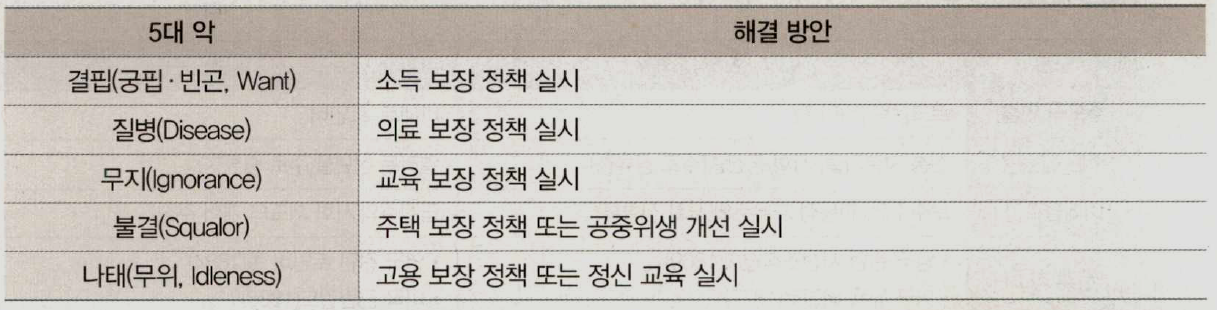 5대 악 해결 방안
결핍(궁핍·빈곤, Want) 소득 보장 정책 실시
질병(Disease) 의료 보장 정책 실시
무지(Ignorance) 교육 보장 정책 실시
불결(Squalor) 주택 보장 정책 또는 공중위생 개선 실시
나태(무위, Idleness) 고용 보장 정책 또는 정신 교육 실시